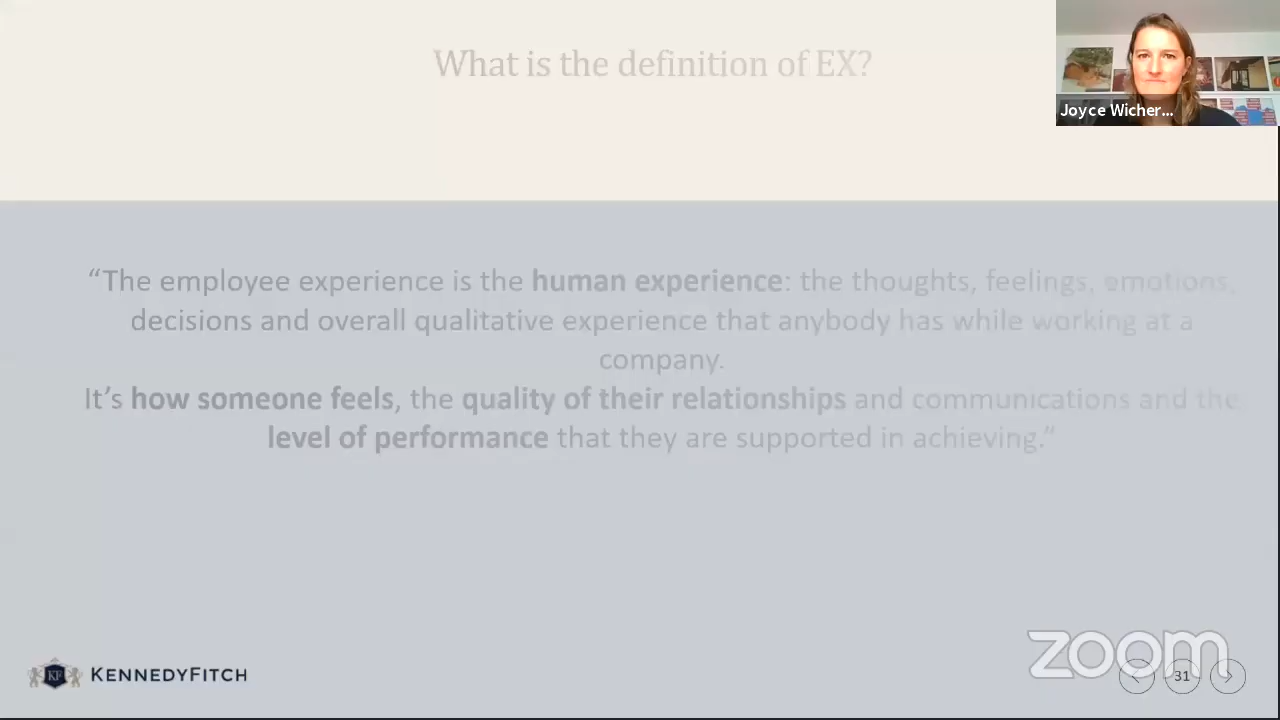 What is the definition of EX?
Joyce Wicher...
“The employee experience is the human experience: the thoughts, feelings, emotions,
decisions and overall qualitative experience that anybody has while working at a
company.
It’s how someone feels, the quality of their relationships and communications and the
level of performance that they are supported in achieving.”
KF KENNEDYFITCH
zoom
31